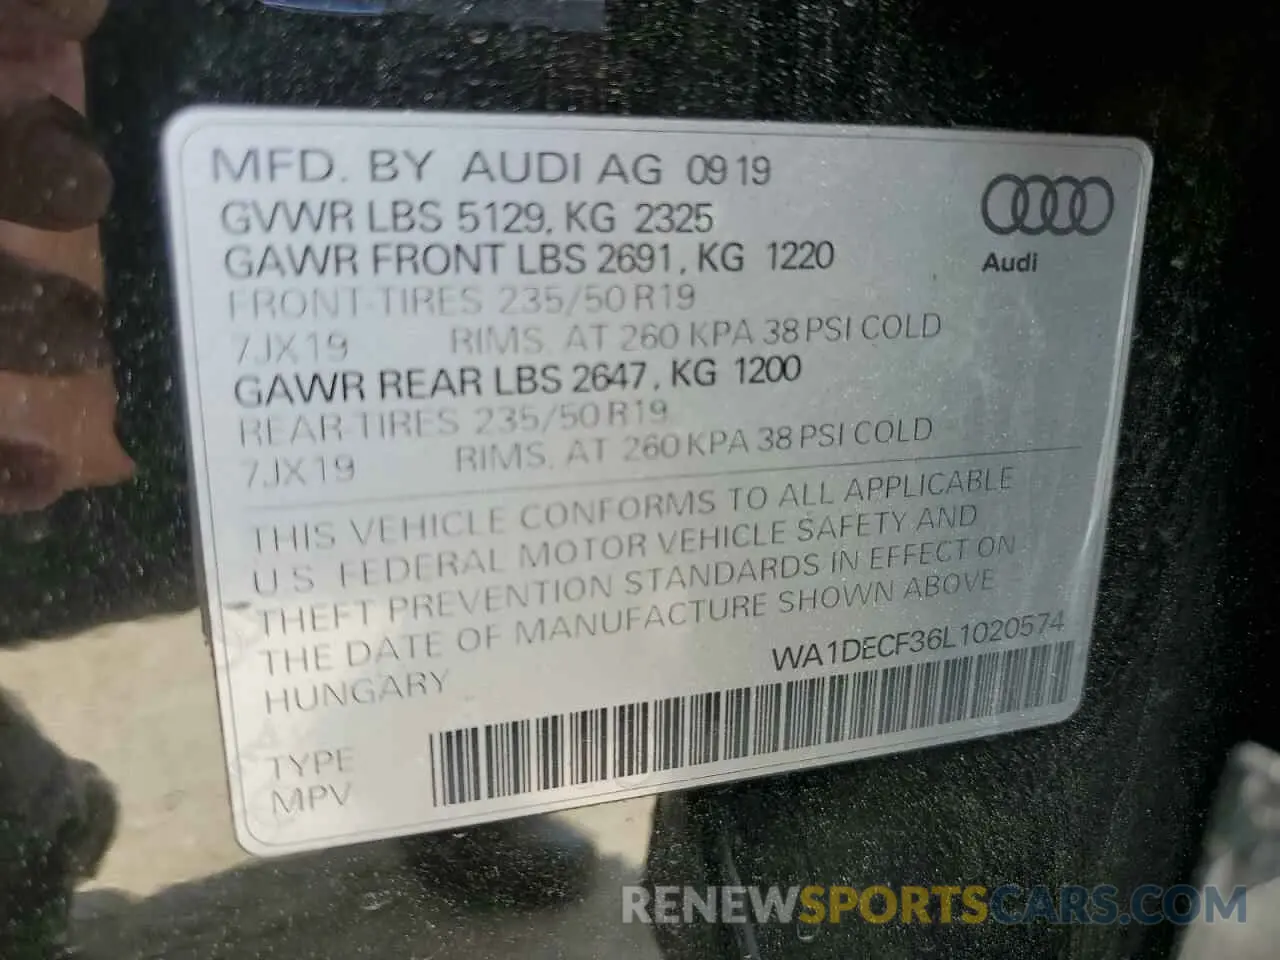 MFD. BY AUDI AG 09 19
GVWR LBS 5129, KG 2325
GAWR FRONT LBS 2691, KG 1220
FRONT TIRES 235/50 R19
7JX19 RIMS, AT 260 KPA 38 PSI COLD
GAWR REAR LBS 2647, KG 1200
REAR TIRES 235/50 R19
7JX19 RIMS, AT 260 KPA 38 PSI COLD
Audi
THIS VEHICLE CONFORMS TO ALL APPLICABLE
U S FEDERAL MOTOR VEHICLE SAFETY AND
THEFT PREVENTION STANDARDS IN EFFECT ON
THE DATE OF MANUFACTURE SHOWN ABOVE
HUNGARY
WA1DECF36L1020574
TYPE
MPV
RENEWSPORTSCARS.COM